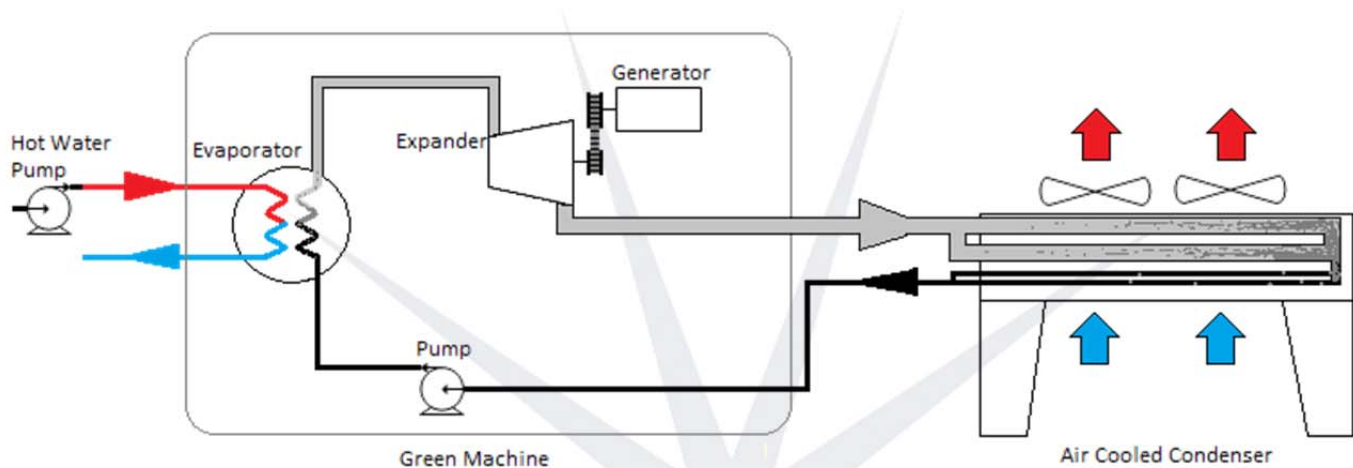 Generator
Hot Water
Pump
Evaporator
Expander
Pump
Green Machine
Air Cooled Condenser